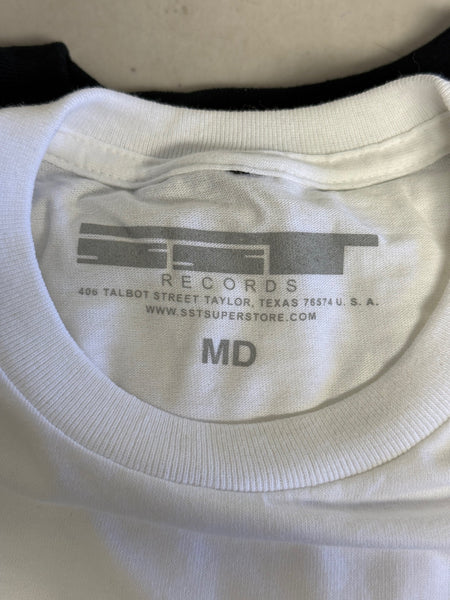 SST
RECORDS
406 TALBOT STREET TAYLOR, TEXAS 76574 U. S. A.
WWW.SSTSUPERSTORE.COM
MD